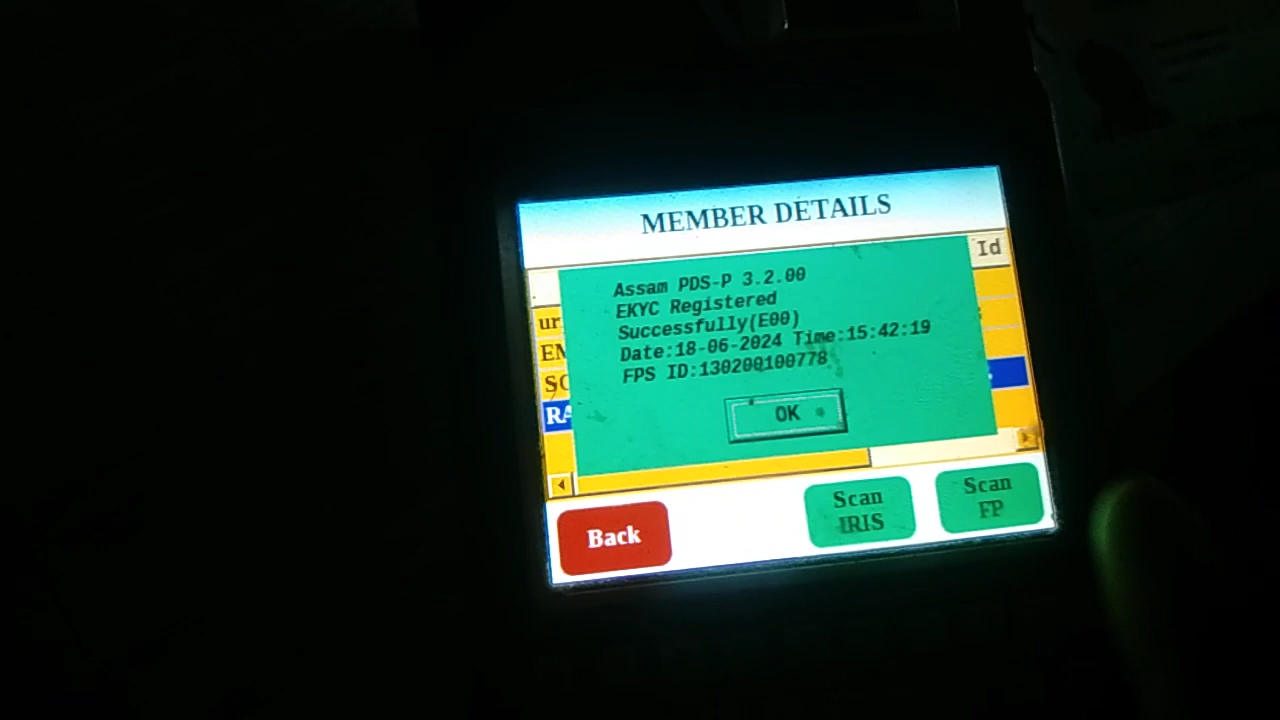 MEMBER DETAILS
Id
Assam PDS-P 3.2.00
EKYC Registered
Successfully(E00)
Date:18-06-2024 Time:15:42:19
FPS ID:130200100778
OK
Back
Scan
IRIS
Scan
FP